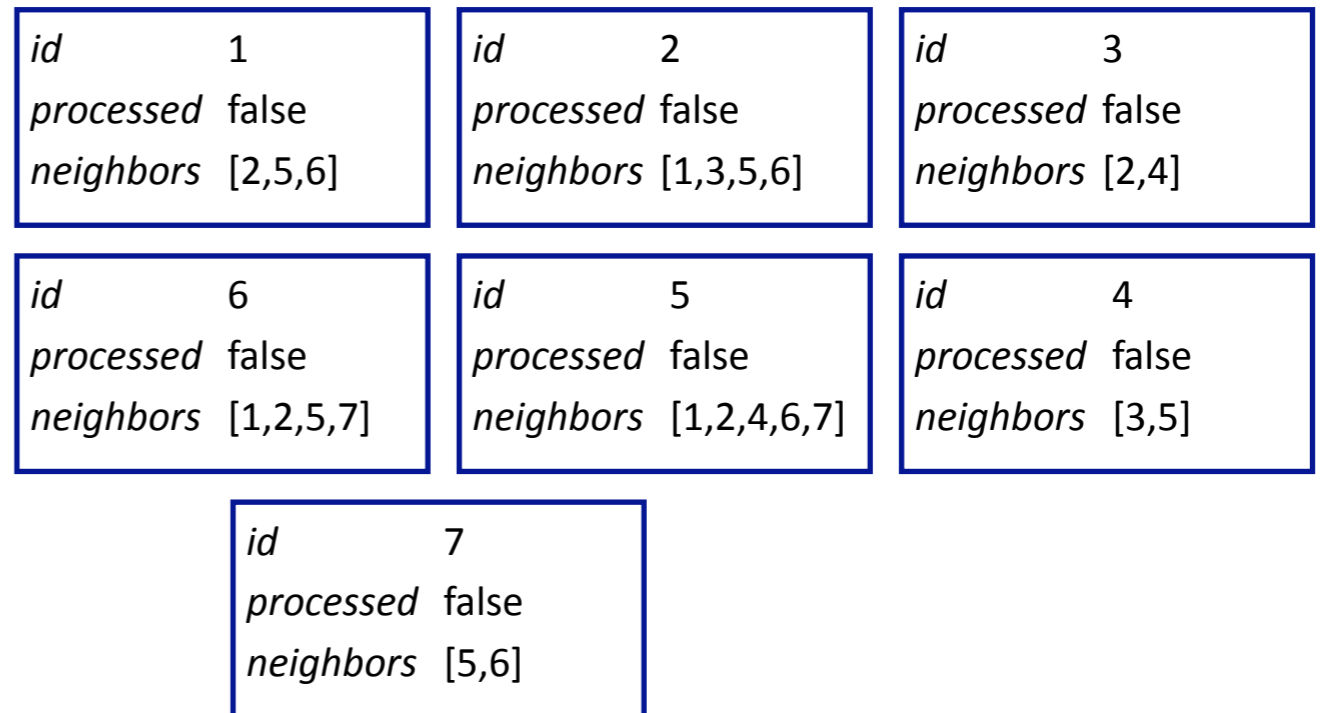 id 1
processed false
neighbors [2,5,6]
id 2
processed false
neighbors [1,3,5,6]
id 3
processed false
neighbors [2,4]
id 6
processed false
neighbors [1,2,5,7]
id 5
processed false
neighbors [1,2,4,6,7]
id 4
processed false
neighbors [3,5]
id 7
processed false
neighbors [5,6]